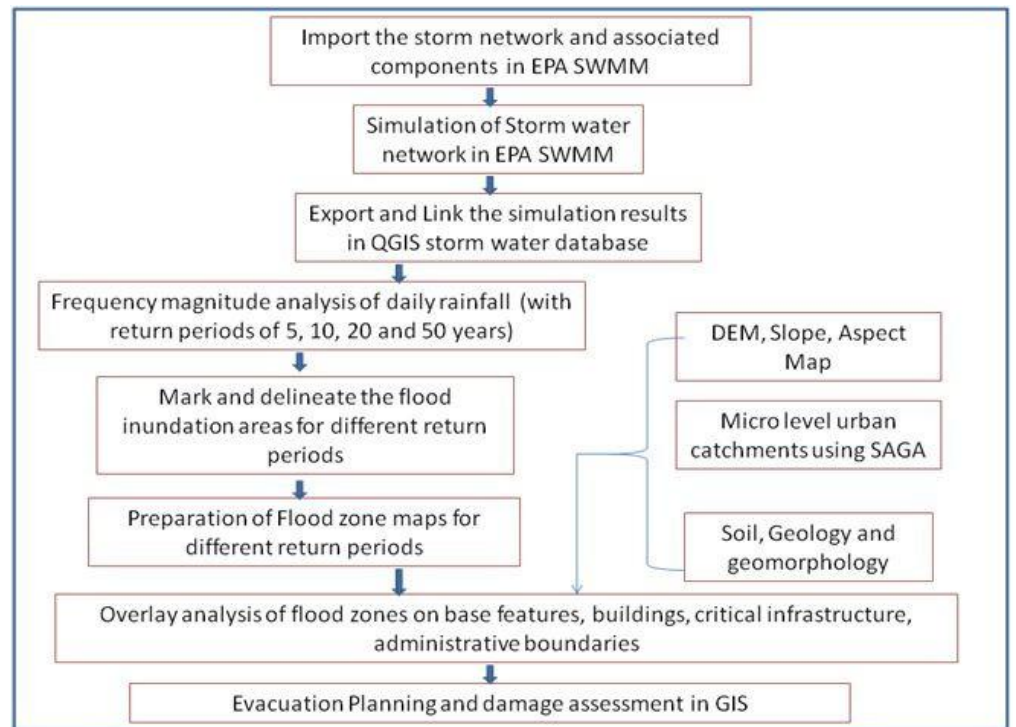 Import the storm network and associated
components in EPA SWMM
Simulation of Storm water
network in EPA SWMM
Export and Link the simulation results
in QGIS storm water database
Frequency magnitude analysis of daily rainfall (with
return periods of 5, 10, 20 and 50 years)
Mark and delineate the flood
inundation areas for different return
periods
Preparation of Flood zone maps for
different return periods
DEM, Slope, Aspect
Map
Micro level urban
catchments using SAGA
Soil, Geology and
geomorphology
Overlay analysis of flood zones on base features, buildings, critical infrastructure,
administrative boundaries
Evacuation Planning and damage assessment in GIS